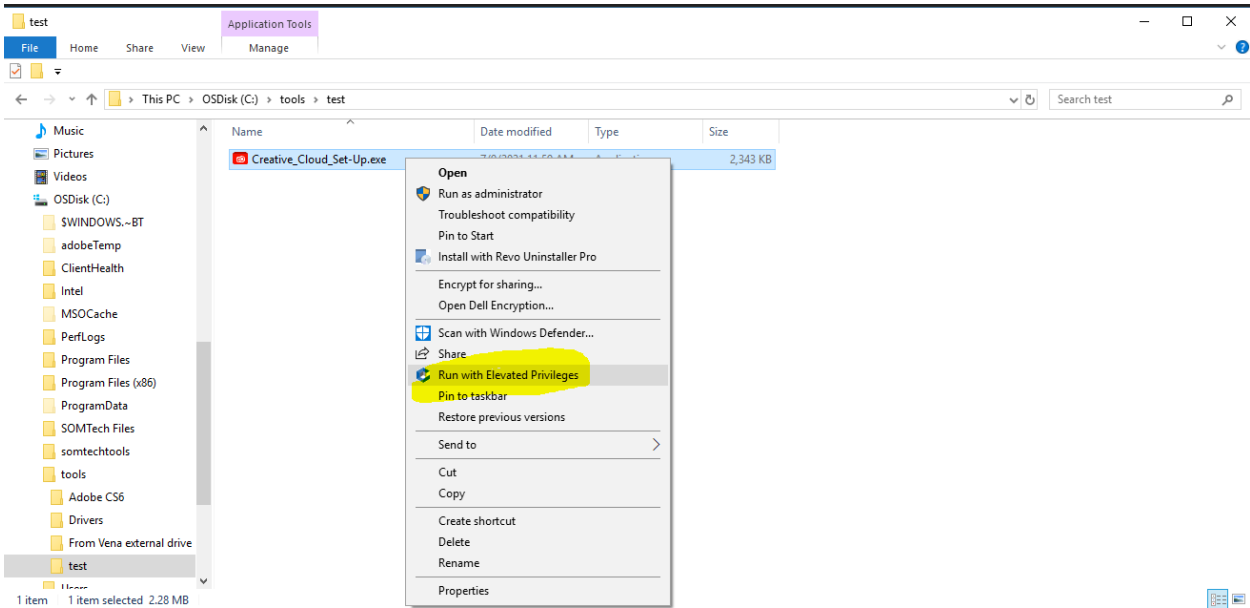 test
Application Tools
File Home Share View Manage
This PC > OSDisk (C:) > tools > test
Search test
Music
Pictures
Videos
OSDisk (C:)
$WINDOWS.~BT
adobeTemp
ClientHealth
Intel
MSOCache
PerfLogs
Program Files
Program Files (x86)
ProgramData
SOMTech Files
somtechtools
tools
Adobe CS6
Drivers
From Vena external drive
test
Users
Name Date modified Type Size
Creative_Cloud_Set-Up.exe 2,343 KB
Open
Run as administrator
Troubleshoot compatibility
Pin to Start
Install with Revo Uninstaller Pro
Encrypt for sharing...
Open Dell Encryption...
Scan with Windows Defender...
Share
Run with Elevated Privileges
Pin to taskbar
Restore previous versions
Send to
Cut
Copy
Create shortcut
Delete
Rename
Properties
1 item 1 item selected 2.28 MB